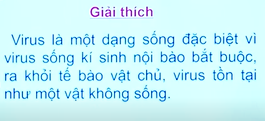 Giải thích
Virus là một dạng sống đặc biệt vì
virus sống kí sinh nội bào bắt buộc,
ra khỏi tế bào vật chủ, virus tồn tại
như một vật không sống.